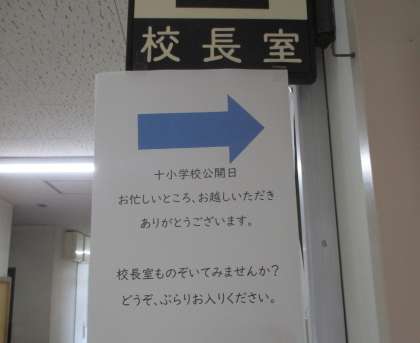 校長室
十小学校公開日
お忙しいところ、お越しいただき
ありがとうございます。
校長室ものぞいてみませんか?
どうぞ、ぶらりお入りください。